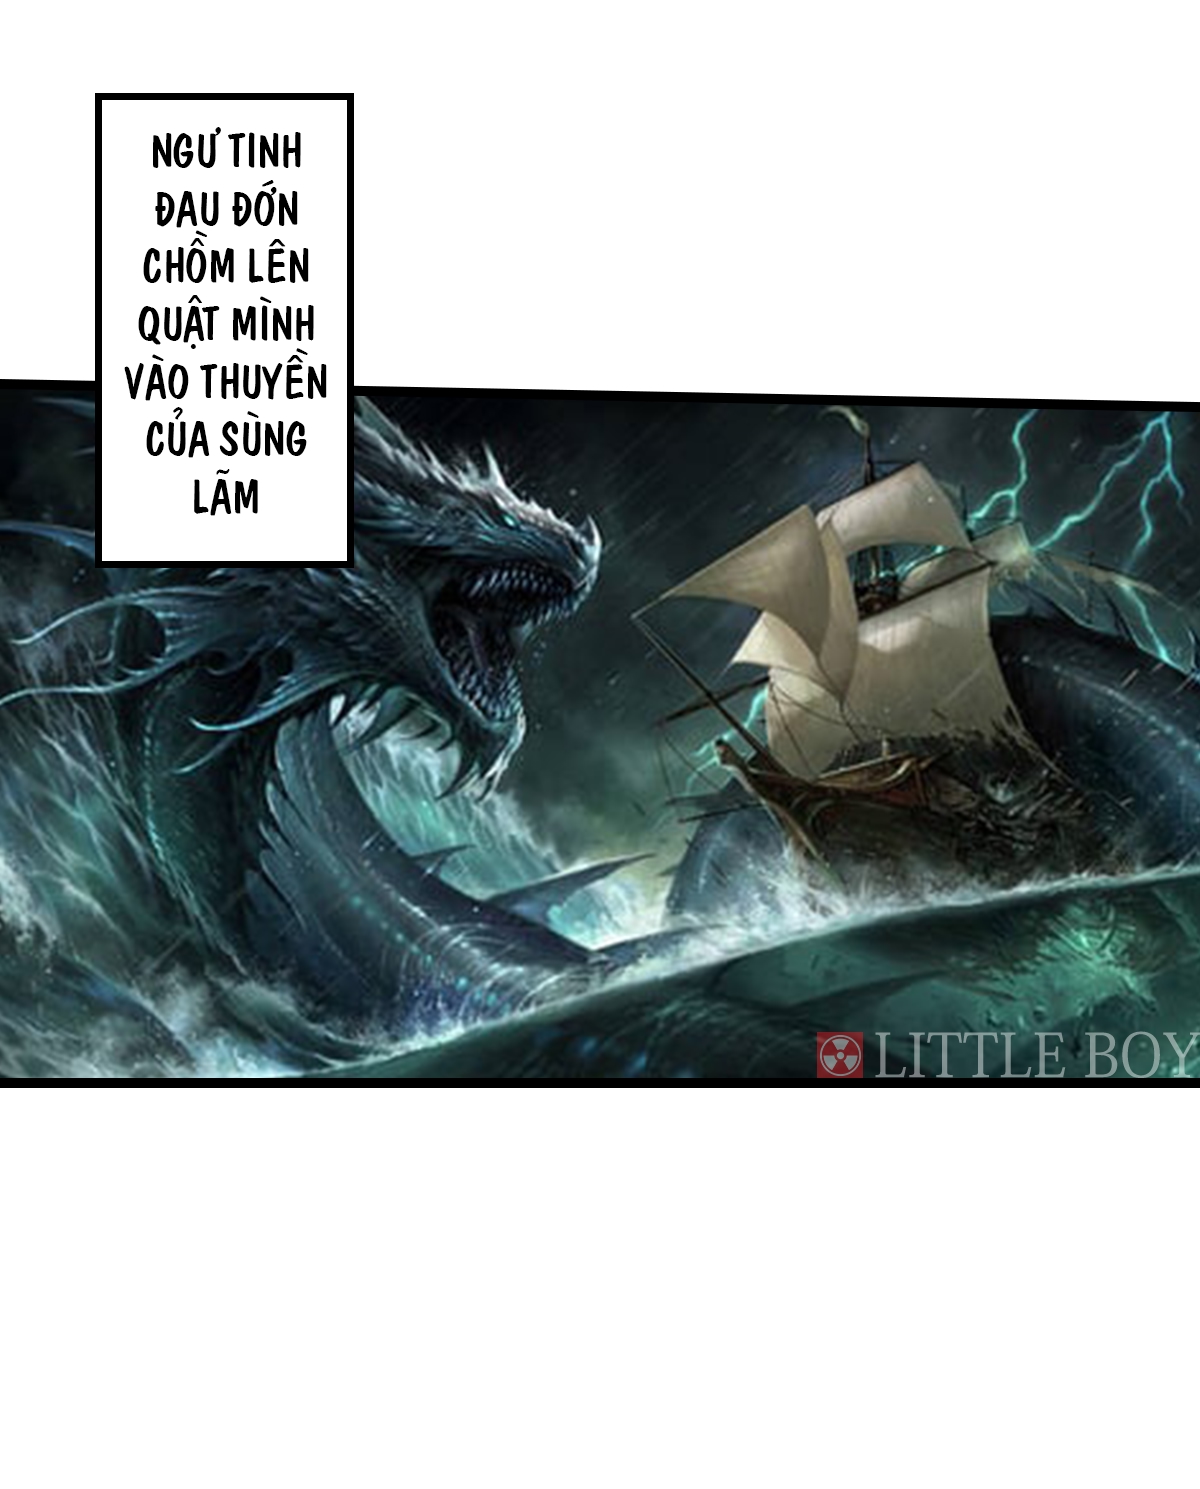 NGƯ TINH
ĐAU ĐỚN
CHỒM LÊN
QUẬT MÌNH
VÀO THUYỀN
CỦA SÙNG
LÃM
LITTLE BOY